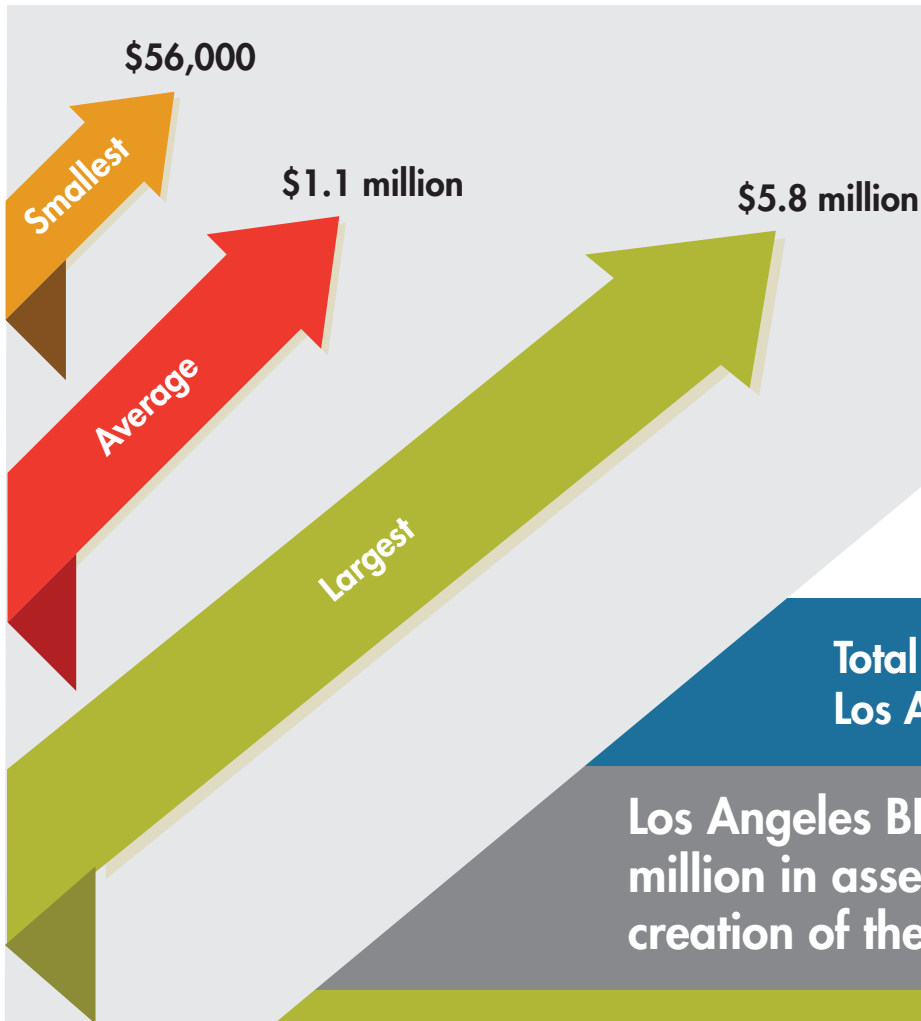 $56,000
Smallest
$1.1 million
Average
$5.8 million
Largest
Total
Los A
Los Angeles BI
million in asse
creation of the